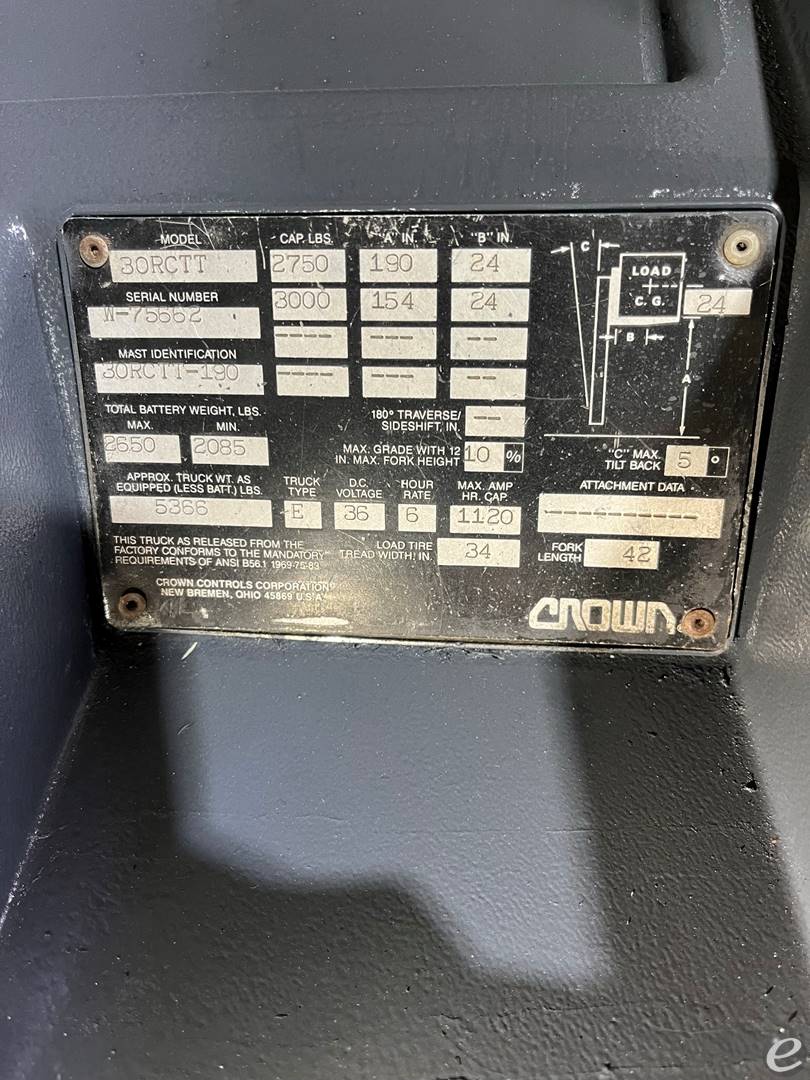 MODEL CAP. LBS. "A" IN. "B" IN.
30RCTT 2750 190 24
SERIAL NUMBER 3000 154 24
W-75662
---- --- ---
MAST IDENTIFICATION
30RCTT-190 ---- --- ---
C LOAD C. G. 24
B A
TOTAL BATTERY WEIGHT, LBS.
MAX. MIN.
2650 2085
180° TRAVERSE/
SIDESHIFT, IN. --
MAX. GRADE WITH 12
IN. MAX. FORK HEIGHT 10 %
"C" MAX.
TILT BACK 5 °
APPROX. TRUCK WT. AS
EQUIPPED (LESS BATT.) LBS.
5366
TRUCK
TYPE
E
D.C.
VOLTAGE
36
HOUR
RATE
6
MAX. AMP
HR. CAP.
1120
ATTACHMENT DATA
----------
THIS TRUCK AS RELEASED FROM THE
FACTORY CONFORMS TO THE MANDATORY
REQUIREMENTS OF ANSI B56.1 1969-75-83
LOAD TIRE
TREAD WIDTH, IN. 34
FORK
LENGTH 42
CROWN CONTROLS CORPORATION
NEW BREMEN, OHIO 45869 U.S.A.
CROWN
e